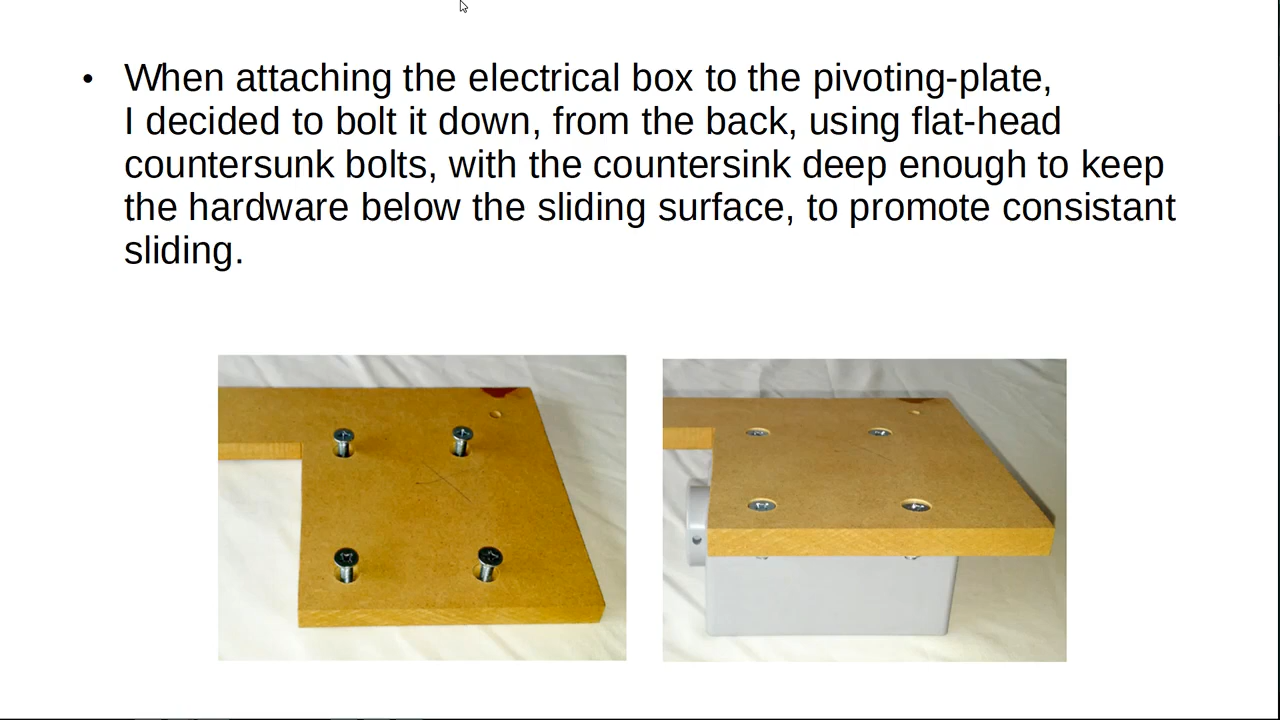 • When attaching the electrical box to the pivoting-plate,
I decided to bolt it down, from the back, using flat-head
countersunk bolts, with the countersink deep enough to keep
the hardware below the sliding surface, to promote consistant
sliding.